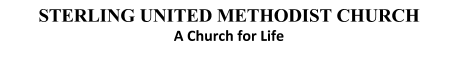 STERLING UNITED METHODIST CHURCH
A Church for Life